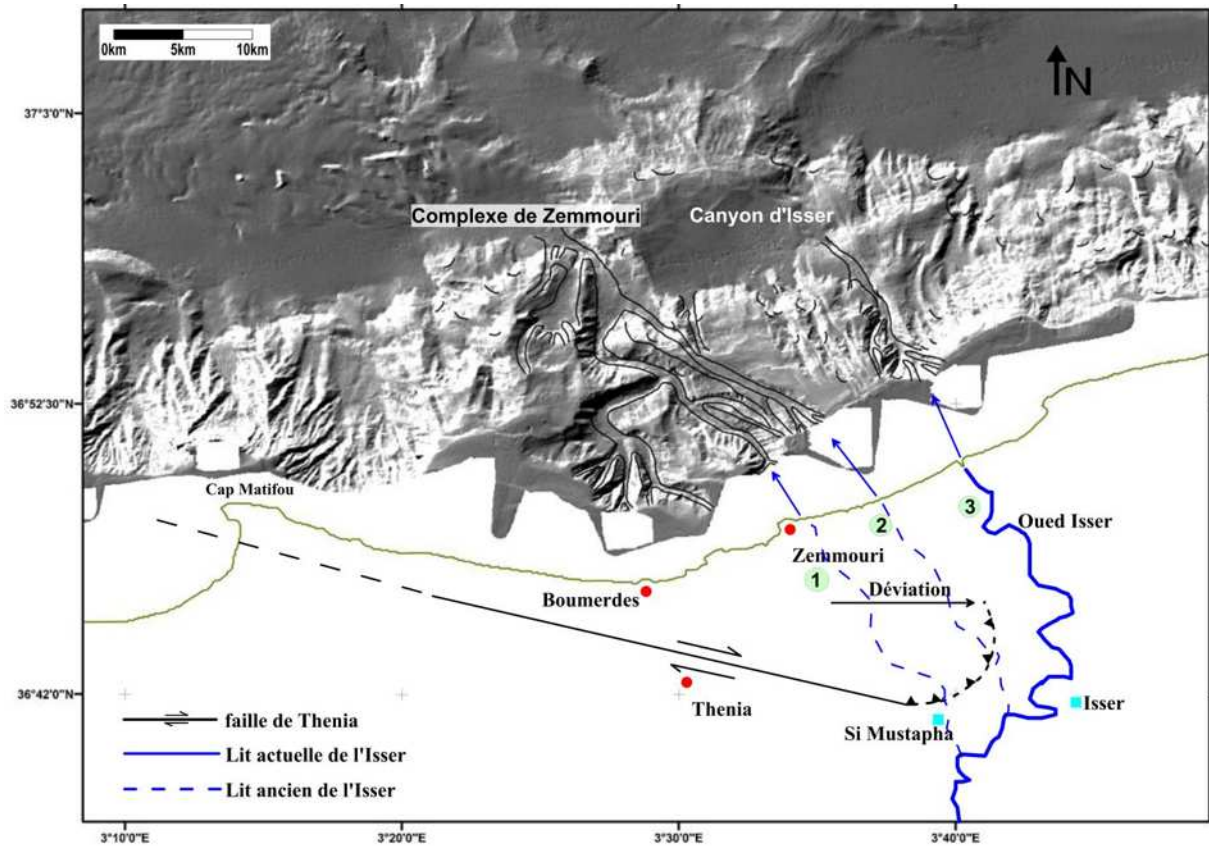 0km 5km 10km
N
37°3'0"N
Complexe de Zemmouri
Canyon d'Isser
36°52'30"N
Cap Matifou
3
Oued Isser
2
Zemmouri
1
Déviation
Boumerdes
36°42'0"N
Thenia
Isser
Si Mustapha
faille de Thenia
Lit actuelle de l'Isser
Lit ancien de l'Isser
3°10'0"E 3°20'0"E 3°30'0"E 3°40'0"E